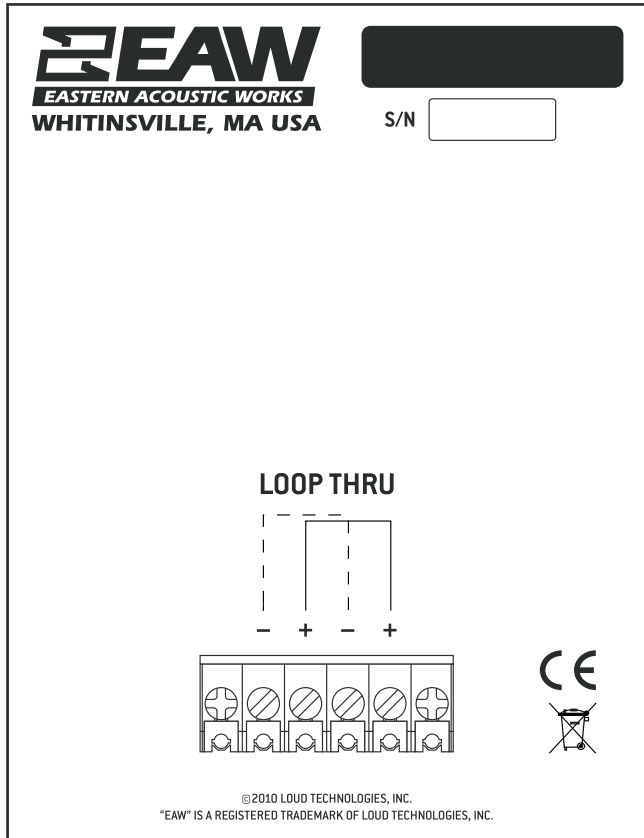 EAW
EASTERN ACOUSTIC WORKS
WHITINSVILLE, MA USA
S/N
LOOP THRU
− + − +
CE
©2010 LOUD TECHNOLOGIES, INC.
“EAW” IS A REGISTERED TRADEMARK OF LOUD TECHNOLOGIES, INC.